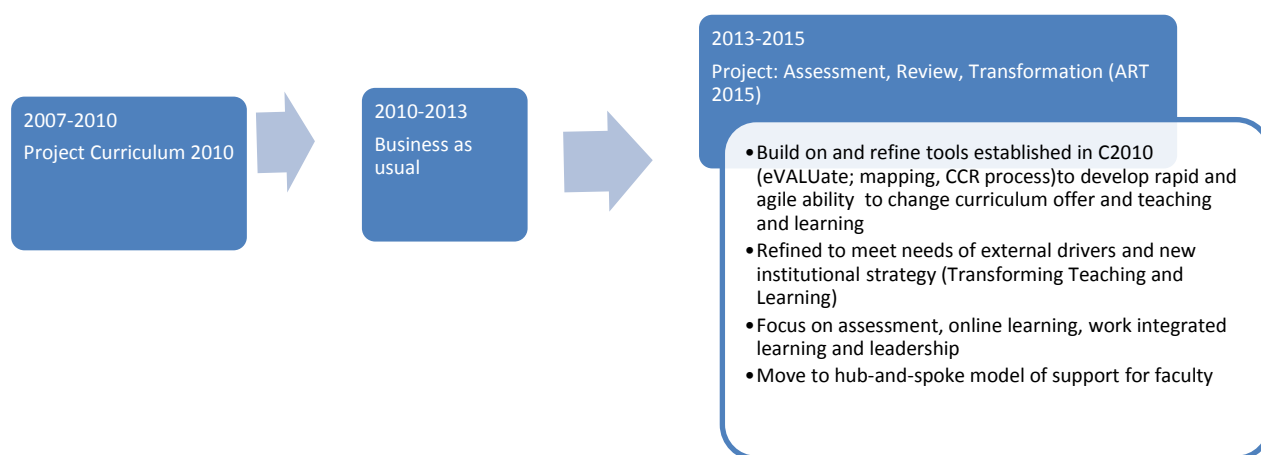 2007-2010
Project Curriculum 2010
2010-2013
Business as
usual
2013-2015
Project: Assessment, Review, Transformation (ART
2015)
•Build on and refine tools established in C2010
(eVALUate; mapping, CCR process)to develop rapid and
agile ability to change curriculum offer and teaching
and learning
•Refined to meet needs of external drivers and new
institutional strategy (Transforming Teaching and
Learning)
•Focus on assessment, online learning, work integrated
learning and leadership
•Move to hub-and-spoke model of support for faculty